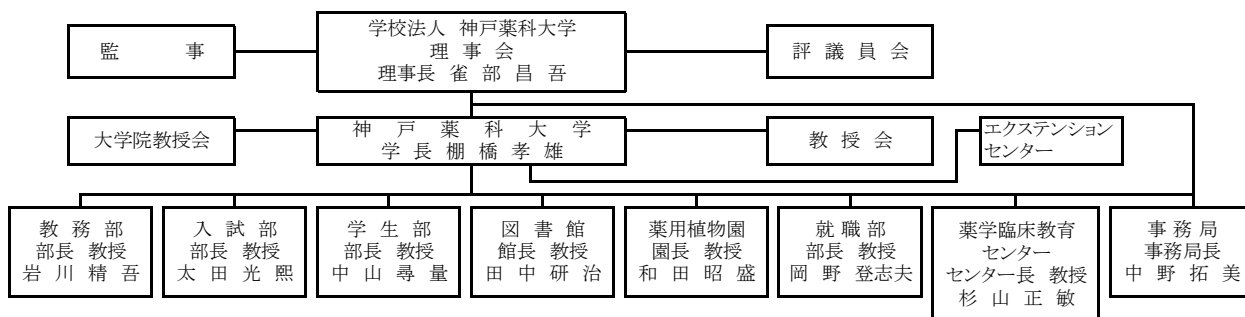 学校法人 神戸薬科大学
理事会
理事長 雀部昌吾
監事
評議員会
神戸薬科大学
学長 棚橋孝雄
大学院教授会
教授会
エクステンション
センター
教務部
部長 教授
岩川精吾
入試部
部長 教授
太田光熙
学生部
部長 教授
中山尋量
図書館
館長 教授
田中研治
薬用植物園
園長 教授
和田昭盛
就職部
部長 教授
岡野登志夫
薬学臨床教育
センター
センター長 教授
杉山正敏
事務局
事務局長
中野拓美